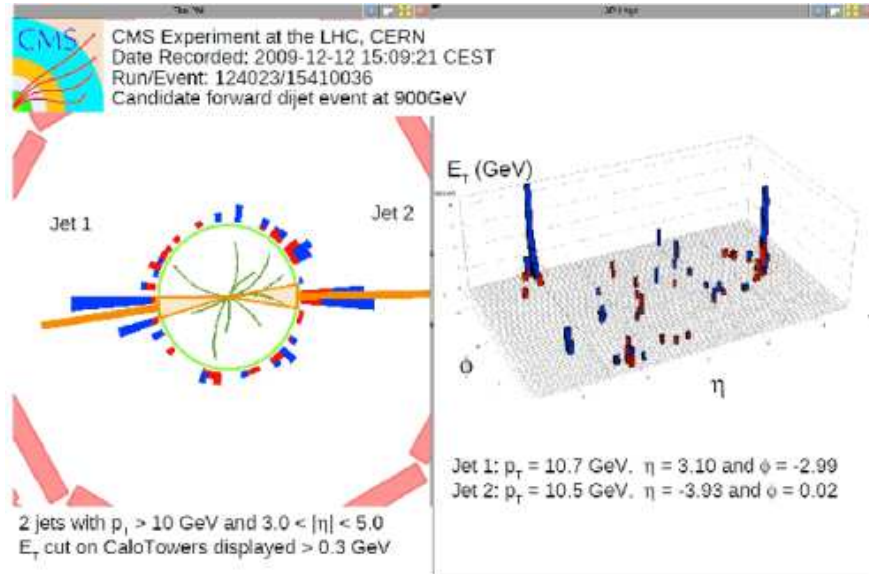 CMS
CMS Experiment at the LHC, CERN
Date Recorded: 2009-12-12 15:09:21 CEST
Run/Event: 124023/15410036
Candidate forward dijet event at 900GeV
Jet 1
Jet 2
E_T (GeV)
ϕ
η
Jet 1: p_T = 10.7 GeV, η = 3.10 and ϕ = -2.99
Jet 2: p_T = 10.5 GeV, η = -3.93 and ϕ = 0.02
2 jets with p_T > 10 GeV and 3.0 < |η| < 5.0
E_T cut on CaloTowers displayed > 0.3 GeV